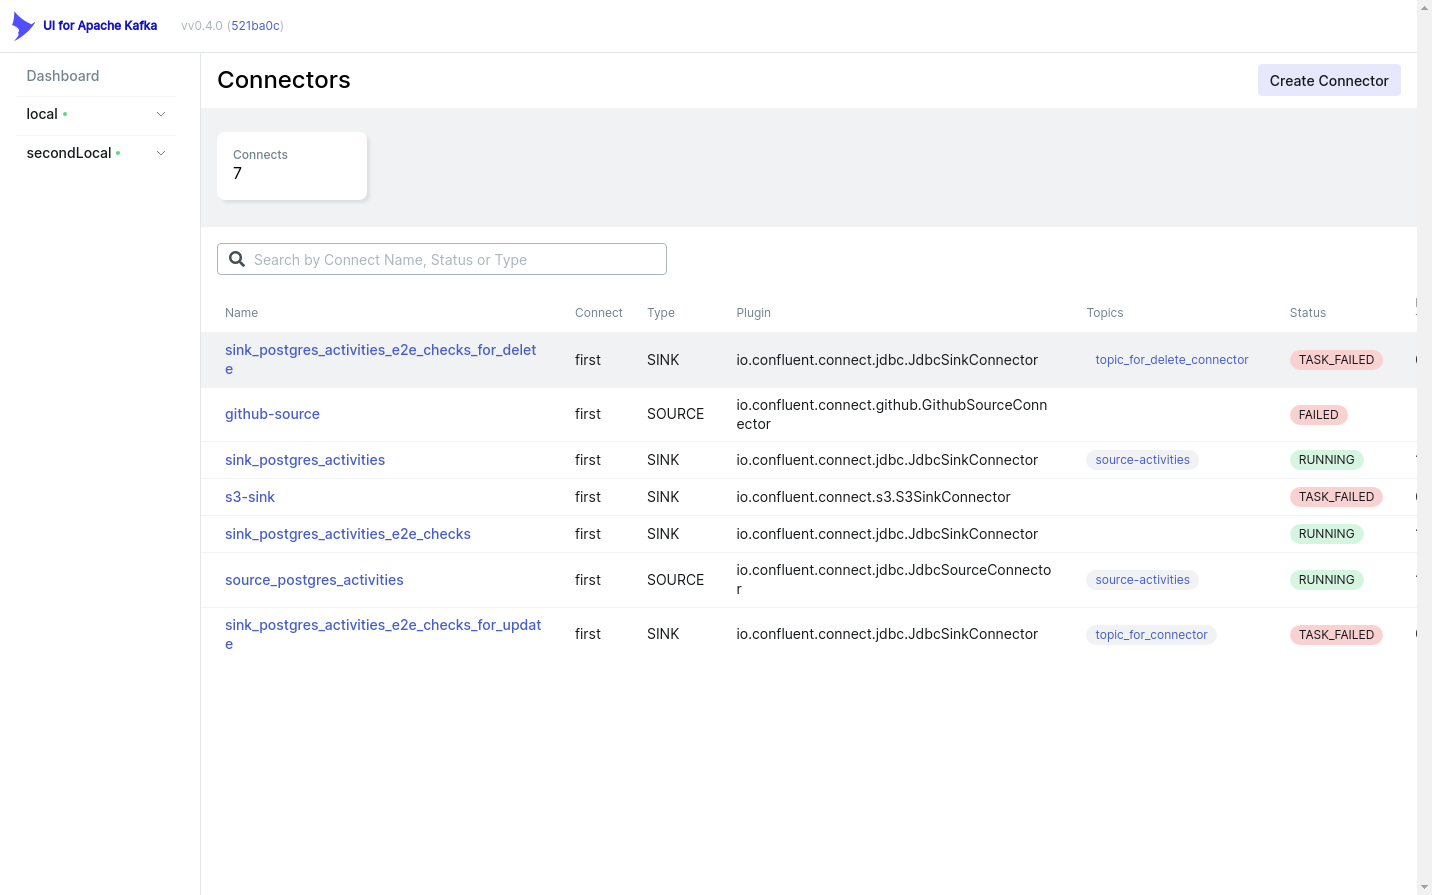 UI for Apache Kafka vv0.4.0 (521ba0c)
Dashboard
local
secondLocal
Connectors
Create Connector
Connects
7
Search by Connect Name, Status or Type
Name Connect Type Plugin Topics Status
sink_postgres_activities_e2e_checks_for_delet
e
first SINK io.confluent.connect.jdbc.JdbcSinkConnector topic_for_delete_connector TASK_FAILED
github-source first SOURCE
io.confluent.connect.github.GithubSourceConn
ector
FAILED
sink_postgres_activities first SINK io.confluent.connect.jdbc.JdbcSinkConnector source-activities RUNNING
s3-sink first SINK io.confluent.connect.s3.S3SinkConnector TASK_FAILED
sink_postgres_activities_e2e_checks first SINK io.confluent.connect.jdbc.JdbcSinkConnector RUNNING
source_postgres_activities first SOURCE
io.confluent.connect.jdbc.JdbcSourceConnecto
r
source-activities RUNNING
sink_postgres_activities_e2e_checks_for_updat
e
first SINK io.confluent.connect.jdbc.JdbcSinkConnector topic_for_connector TASK_FAILED